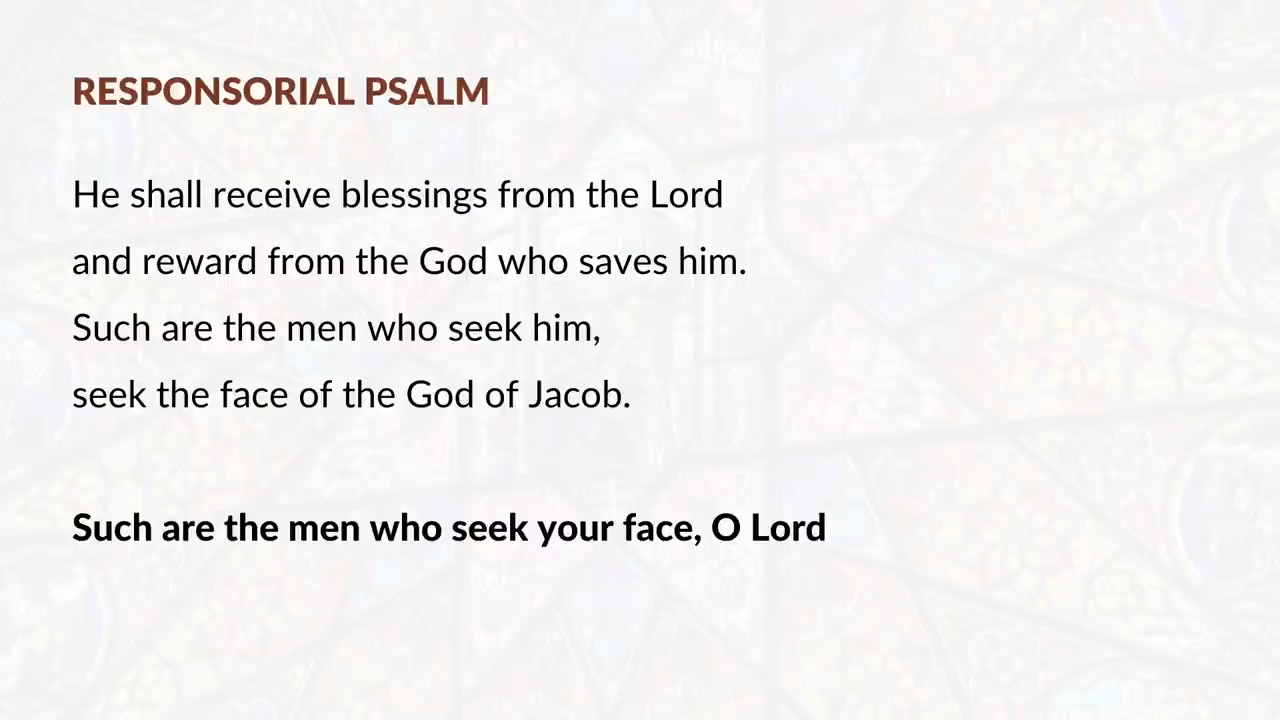 RESPONSORIAL PSALM
He shall receive blessings from the Lord
and reward from the God who saves him.
Such are the men who seek him,
seek the face of the God of Jacob.
Such are the men who seek your face, O Lord